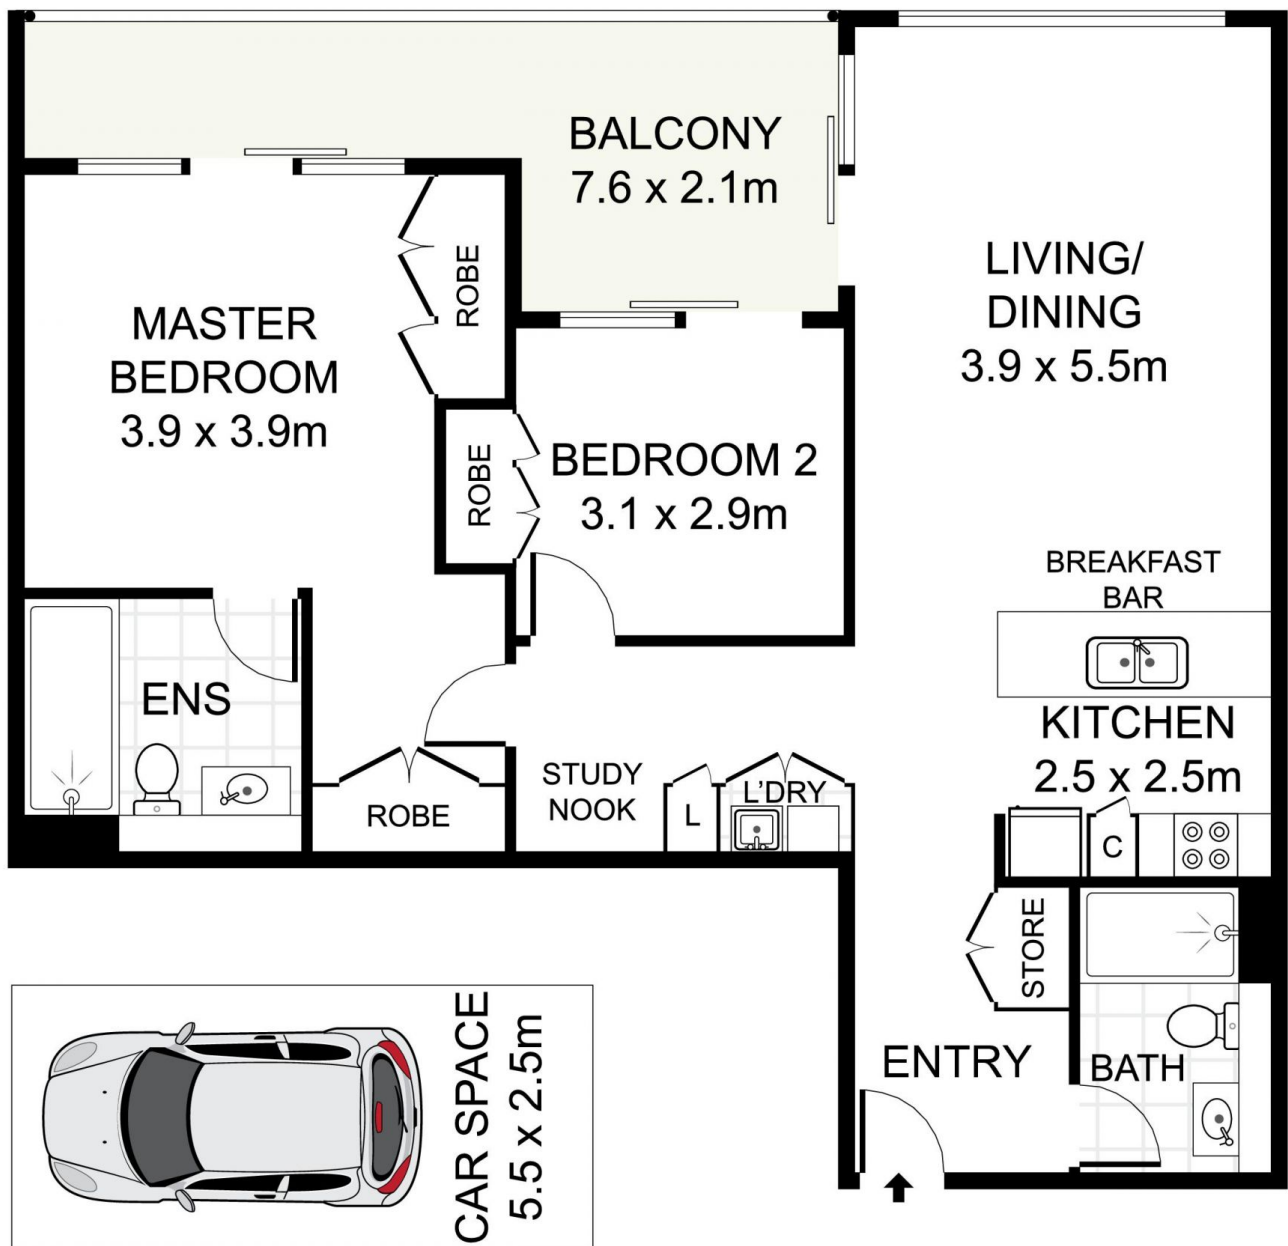 BALCONY
7.6 x 2.1m
LIVING/
DINING
3.9 x 5.5m
MASTER
BEDROOM
3.9 x 3.9m
ROBE
ROBE
BEDROOM 2
3.1 x 2.9m
BREAKFAST
BAR
KITCHEN
2.5 x 2.5m
ENS
ROBE
STUDY
NOOK
L
L'DRY
C
STORE
ENTRY
BATH
CAR SPACE
5.5 x 2.5m